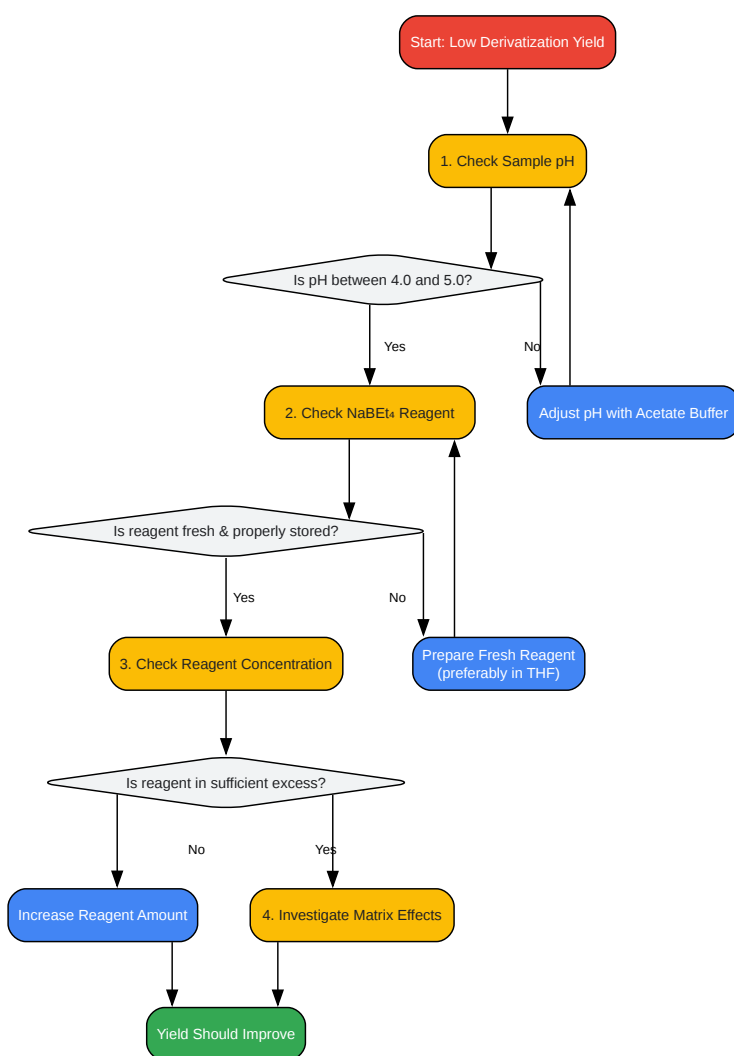 Start: Low Derivatization Yield
1. Check Sample pH
Is pH between 4.0 and 5.0?
Yes
No
2. Check NaBEt₄ Reagent
Adjust pH with Acetate Buffer
Is reagent fresh & properly stored?
Yes
No
3. Check Reagent Concentration
Prepare Fresh Reagent
(preferably in THF)
Is reagent in sufficient excess?
No
Yes
Increase Reagent Amount
4. Investigate Matrix Effects
Yield Should Improve